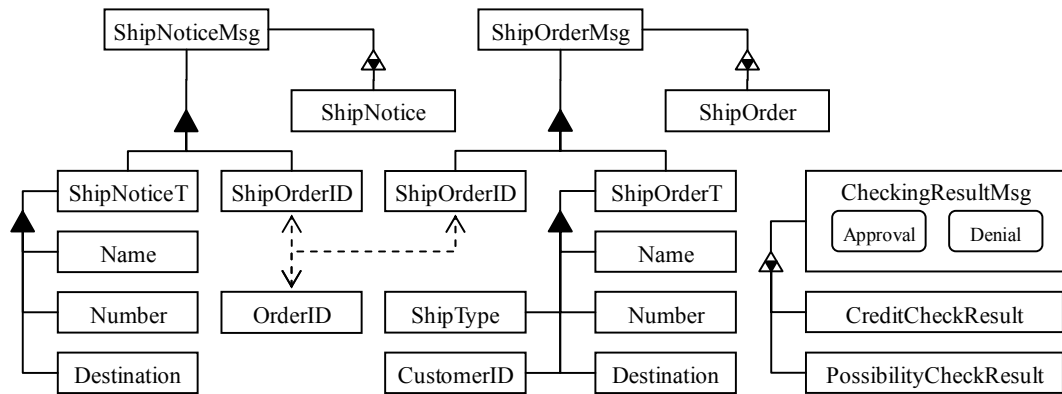 ShipNoticeMsg
ShipOrderMsg
ShipNotice
ShipOrder
ShipNoticeT
ShipOrderID
ShipOrderID
ShipOrderT
CheckingResultMsg
Approval
Denial
Name
Name
Number
OrderID
ShipType
Number
CreditCheckResult
Destination
CustomerID
Destination
PossibilityCheckResult